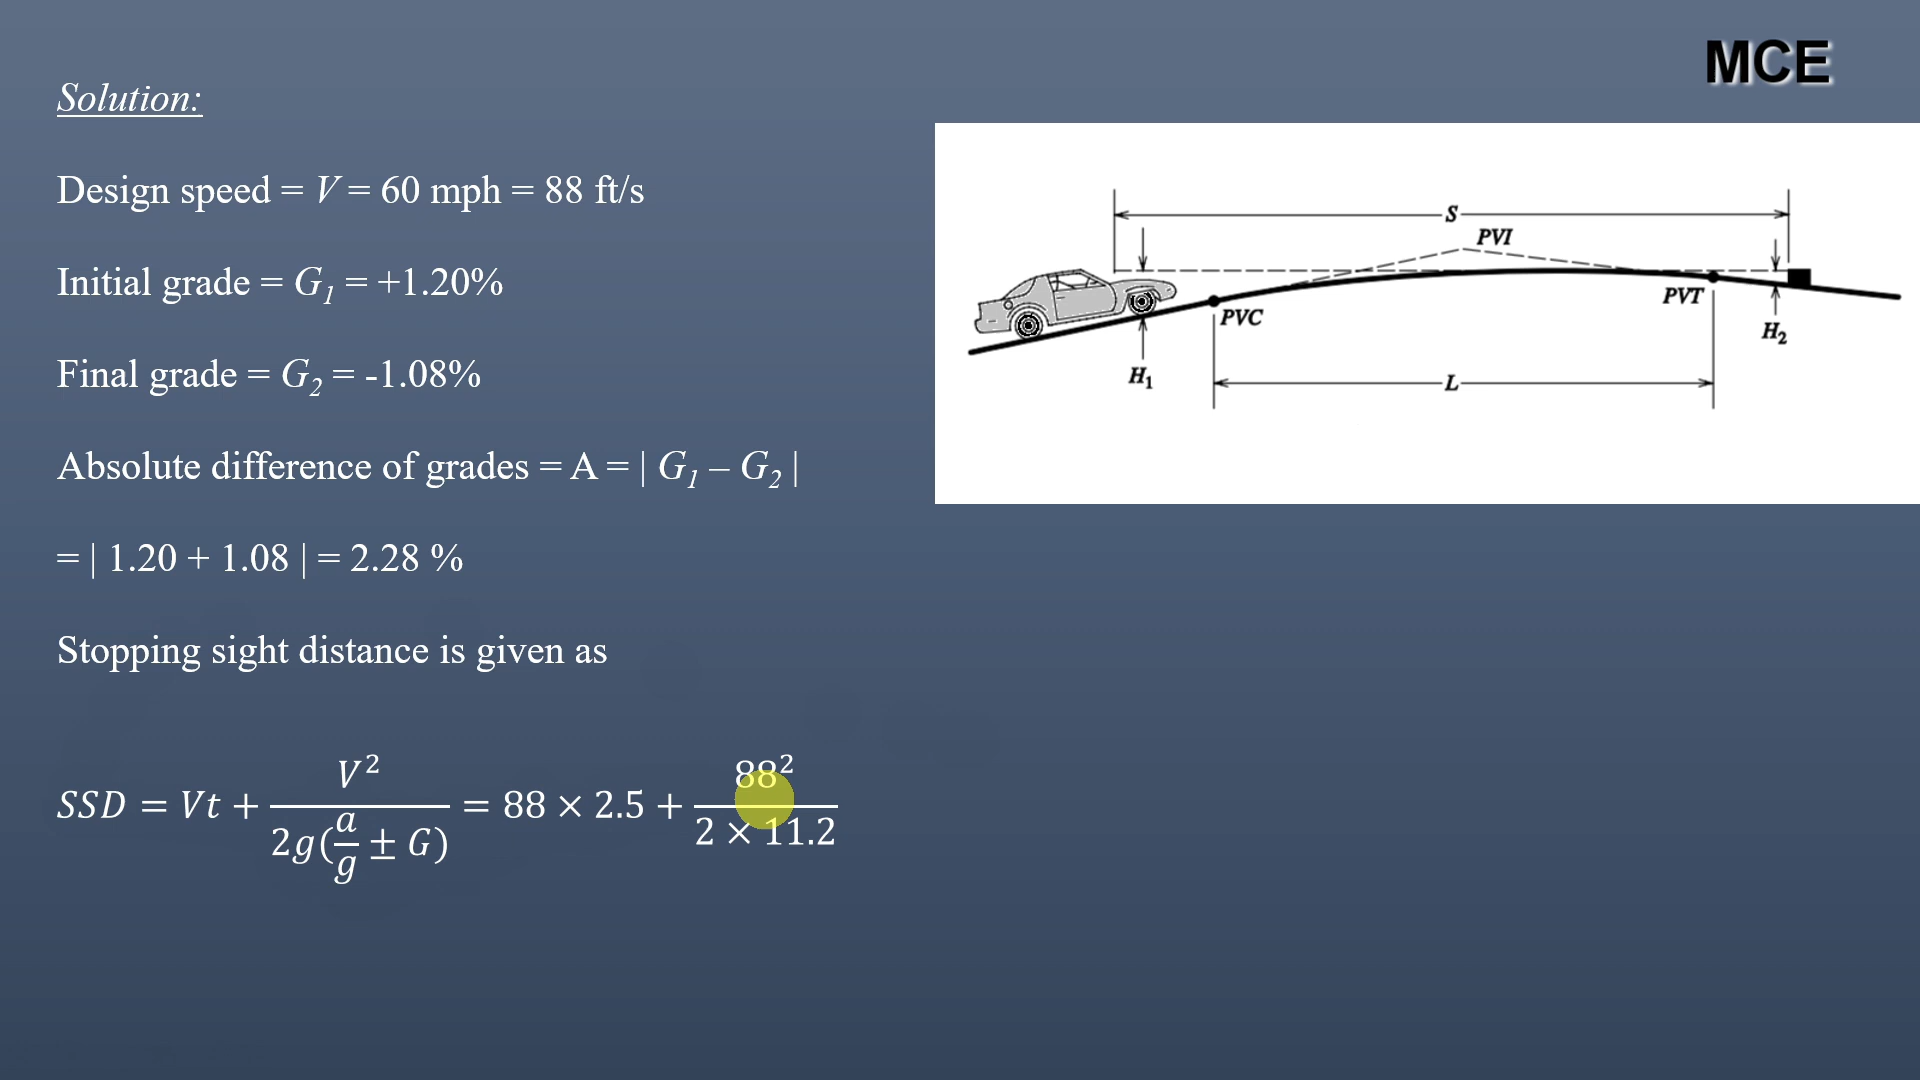 MCE
Solution:
Design speed = V = 60 mph = 88 ft/s
Initial grade = G₁ = +1.20%
Final grade = G₂ = -1.08%
Absolute difference of grades = A = | G₁ – G₂ |
= | 1.20 + 1.08 | = 2.28 %
Stopping sight distance is given as
SSD = Vt + V² / 2g(a/g ± G) = 88 × 2.5 + 88² / 2 × 11.2
S
PVI
PVC
PVT
H₂
H₁
L